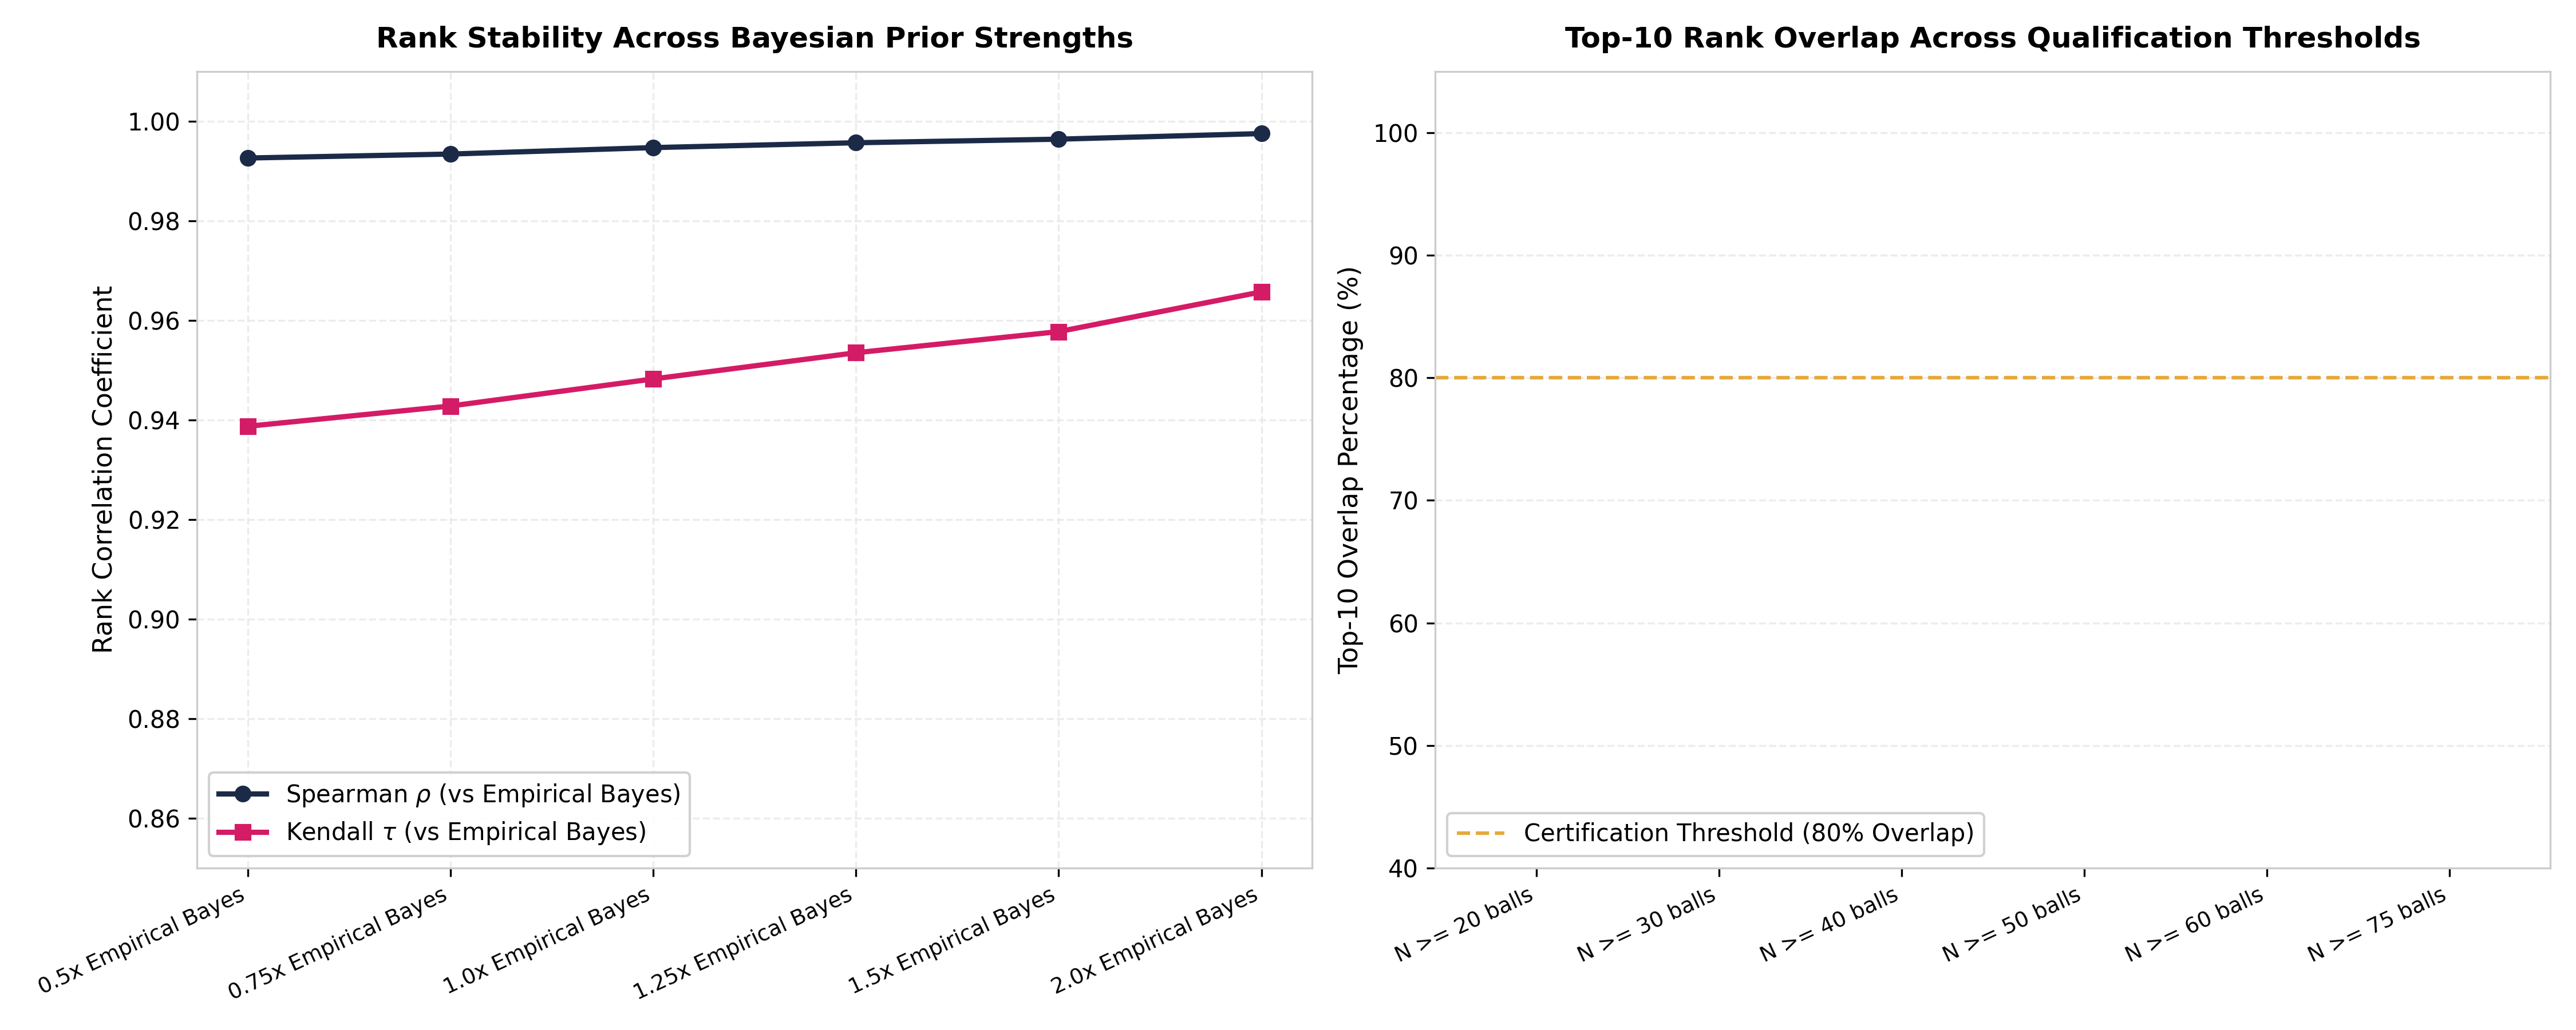 Rank Stability Across Bayesian Prior Strengths
Rank Correlation Coefficient
1.00
0.98
0.96
0.94
0.92
0.90
0.88
0.86
Spearman ρ (vs Empirical Bayes)
Kendall τ (vs Empirical Bayes)
0.5x Empirical Bayes
0.75x Empirical Bayes
1.0x Empirical Bayes
1.25x Empirical Bayes
1.5x Empirical Bayes
2.0x Empirical Bayes
Top-10 Rank Overlap Across Qualification Thresholds
Top-10 Overlap Percentage (%)
100
90
80
70
60
50
40
Certification Threshold (80% Overlap)
N >= 20 balls
N >= 30 balls
N >= 40 balls
N >= 50 balls
N >= 60 balls
N >= 75 balls